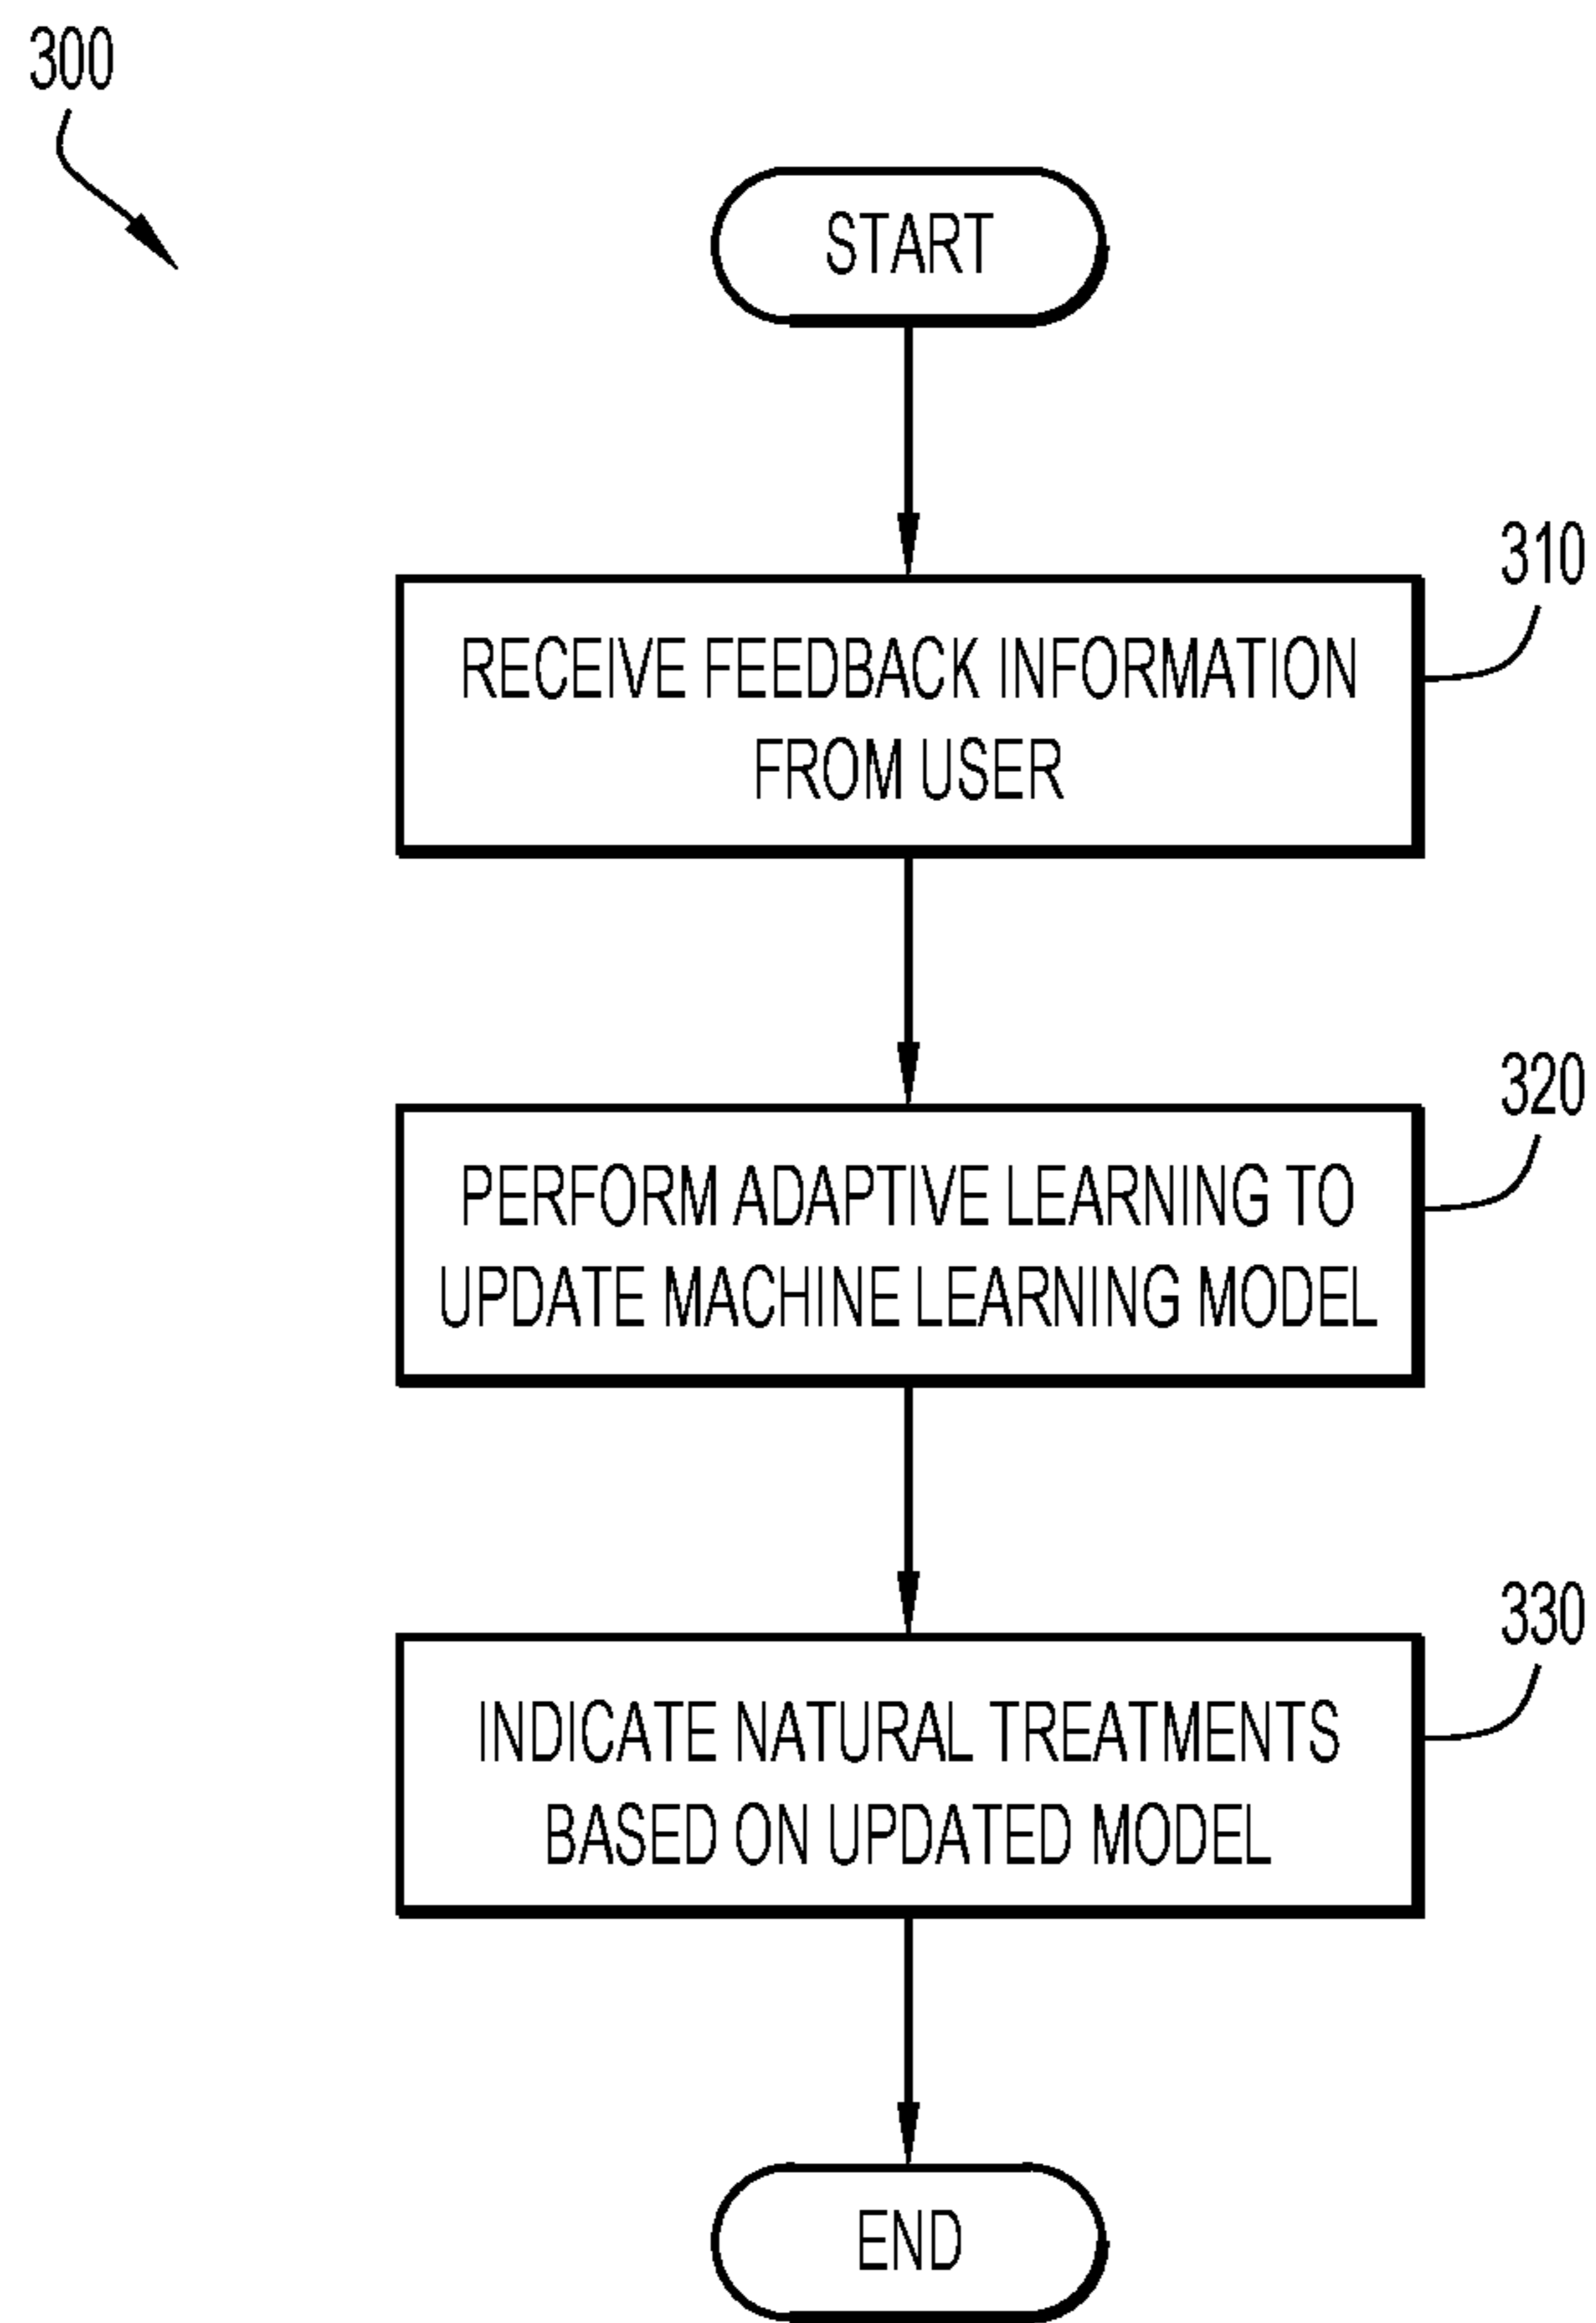 300
START
310
RECEIVE FEEDBACK INFORMATION
FROM USER
320
PERFORM ADAPTIVE LEARNING TO
UPDATE MACHINE LEARNING MODEL
330
INDICATE NATURAL TREATMENTS
BASED ON UPDATED MODEL
END